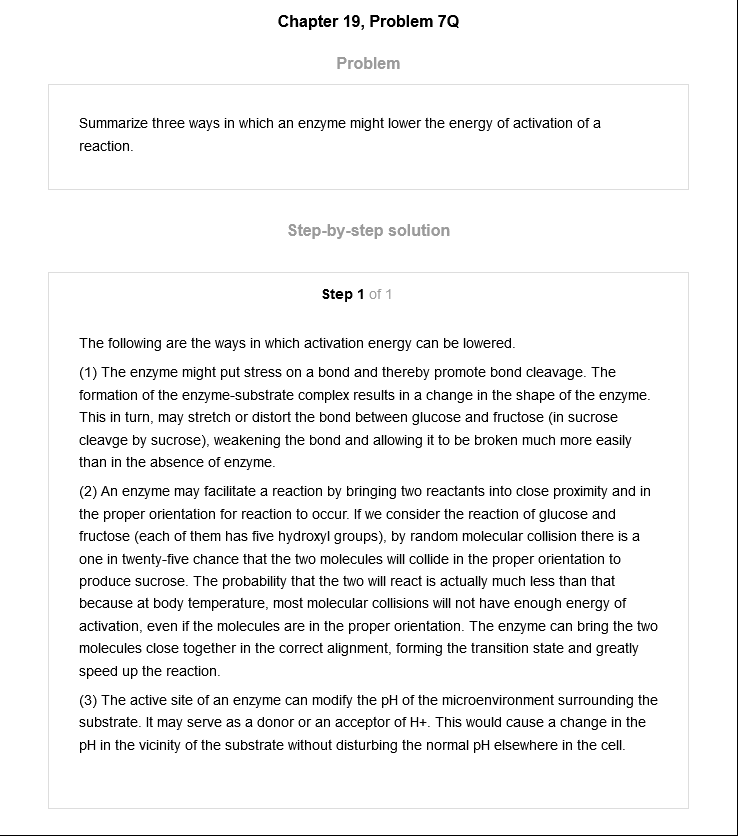 Chapter 19, Problem 7Q
Problem
Summarize three ways in which an enzyme might lower the energy of activation of a
reaction.
Step-by-step solution
Step 1 of 1
The following are the ways in which activation energy can be lowered.
(1) The enzyme might put stress on a bond and thereby promote bond cleavage. The
formation of the enzyme-substrate complex results in a change in the shape of the enzyme.
This in turn, may stretch or distort the bond between glucose and fructose (in sucrose
cleavge by sucrose), weakening the bond and allowing it to be broken much more easily
than in the absence of enzyme.
(2) An enzyme may facilitate a reaction by bringing two reactants into close proximity and in
the proper orientation for reaction to occur. If we consider the reaction of glucose and
fructose (each of them has five hydroxyl groups), by random molecular collision there is a
one in twenty-five chance that the two molecules will collide in the proper orientation to
produce sucrose. The probability that the two will react is actually much less than that
because at body temperature, most molecular collisions will not have enough energy of
activation, even if the molecules are in the proper orientation. The enzyme can bring the two
molecules close together in the correct alignment, forming the transition state and greatly
speed up the reaction.
(3) The active site of an enzyme can modify the pH of the microenvironment surrounding the
substrate. It may serve as a donor or an acceptor of H+. This would cause a change in the
pH in the vicinity of the substrate without disturbing the normal pH elsewhere in the cell.